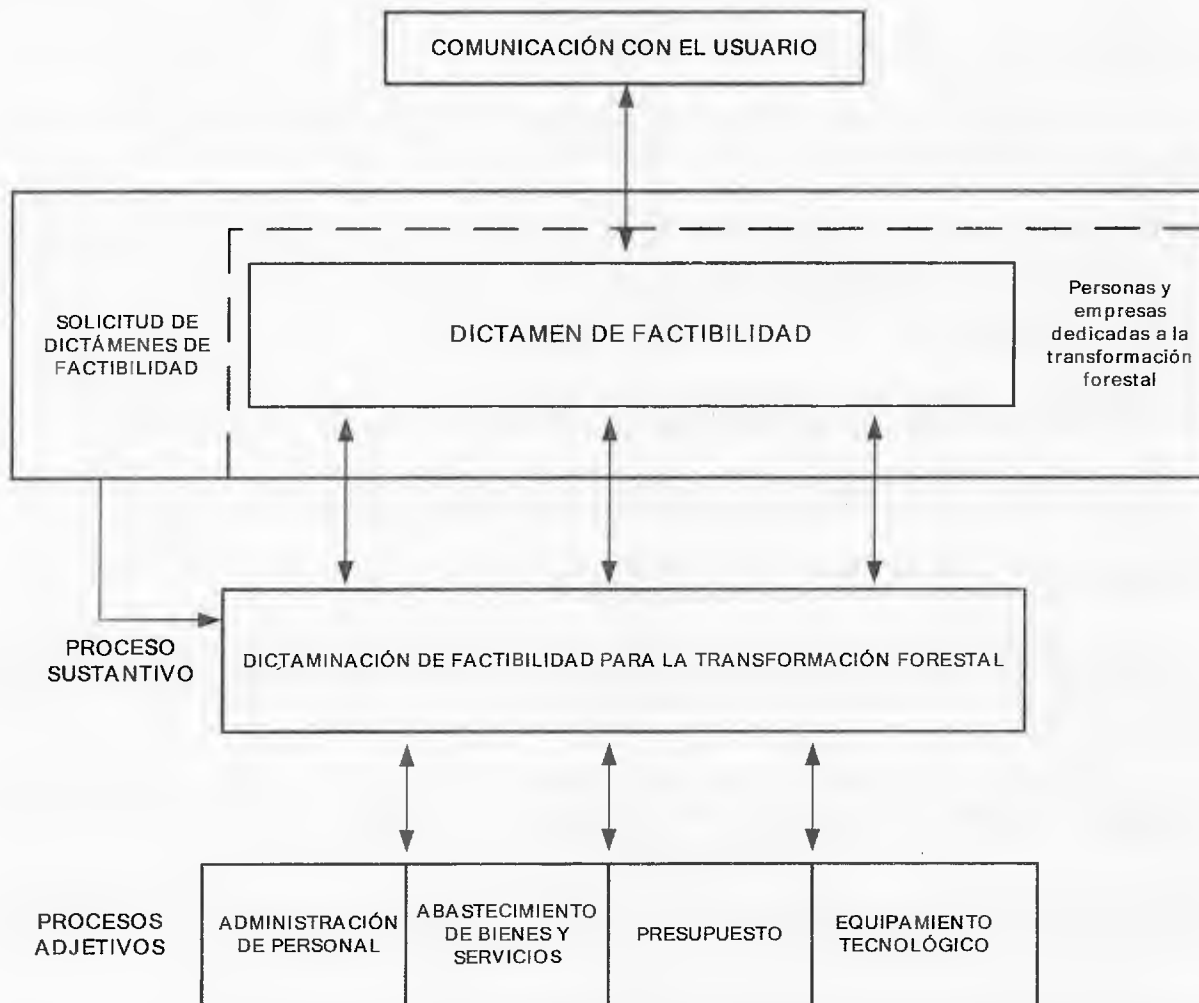 COMUNICACIÓN CON EL USUARIO
SOLICITUD DE
DICTÁMENES DE
FACTIBILIDAD
DICTAMEN DE FACTIBILIDAD
Personas y
empresas
dedicadas a la
transformación
forestal
PROCESO
SUSTANTIVO
DICTAMINACIÓN DE FACTIBILIDAD PARA LA TRANSFORMACIÓN FORESTAL
PROCESOS
ADJETIVOS
ADMINISTRACIÓN
DE PERSONAL
ABASTECIMIENTO
DE BIENES Y
SERVICIOS
PRESUPUESTO
EQUIPAMIENTO
TECNOLÓGICO